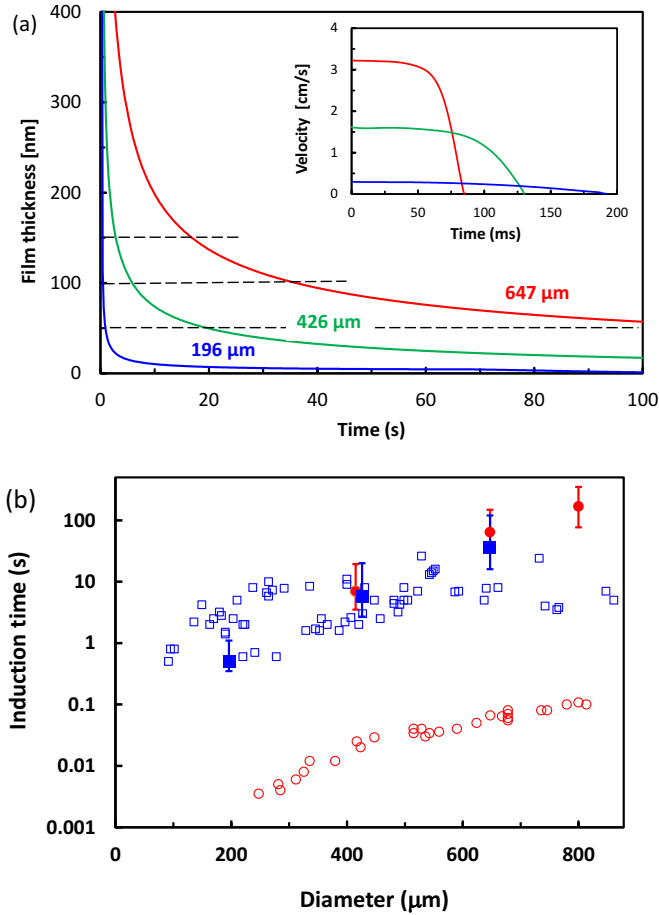 (a)
400
300
200
100
0
Film thickness [nm]
0
20
40
60
80
100
Time (s)
647 µm
426 µm
196 µm
4
3
2
1
0
Velocity [cm/s]
0
50
100
150
200
Time (ms)
(b)
100
10
1
0.1
0.01
0.001
Induction time (s)
0
200
400
600
800
Diameter (µm)